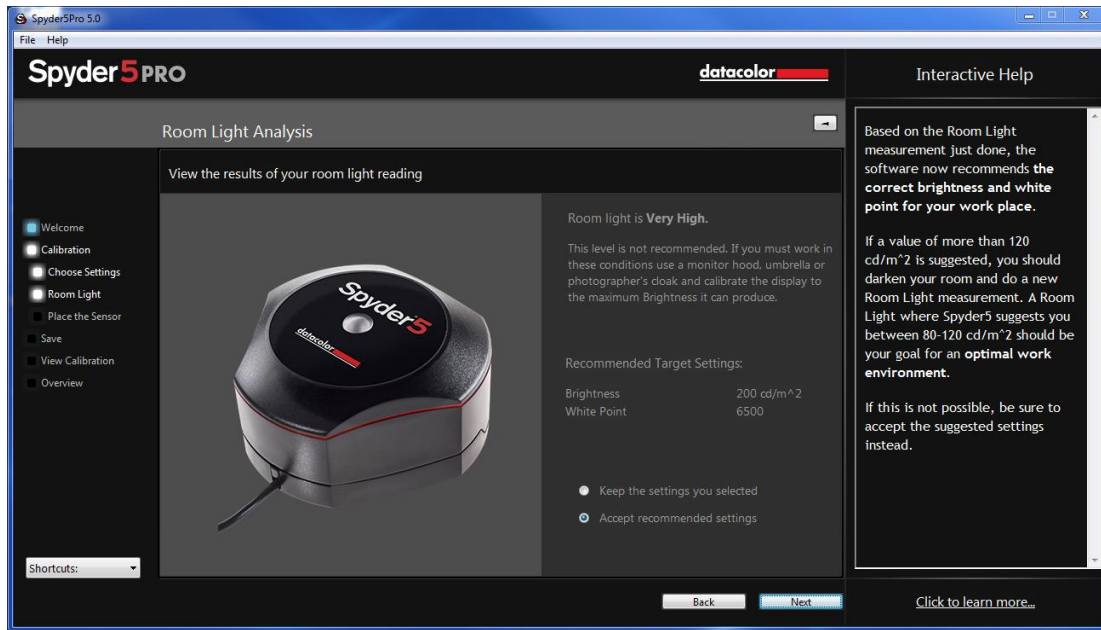 Spyder5Pro 5.0
File Help
Spyder5PRO
datacolor
Interactive Help
Room Light Analysis
View the results of your room light reading
Welcome
Calibration
Choose Settings
Room Light
Place the Sensor
Save
View Calibration
Overview
Shortcuts:
Spyder5
datacolor
Room light is Very High.
This level is not recommended. If you must work in
these conditions use a monitor hood, umbrella or
photographer's cloak and calibrate the display to
the maximum Brightness it can produce.
Recommended Target Settings:
Brightness 200 cd/m^2
White Point 6500
Keep the settings you selected
Accept recommended settings
Back Next
Based on the Room Light
measurement just done, the
software now recommends the
correct brightness and white
point for your work place.
If a value of more than 120
cd/m^2 is suggested, you should
darken your room and do a new
Room Light measurement. A Room
Light where Spyder5 suggests you
between 80-120 cd/m^2 should be
your goal for an optimal work
environment.
If this is not possible, be sure to
accept the suggested settings
instead.
Click to learn more...